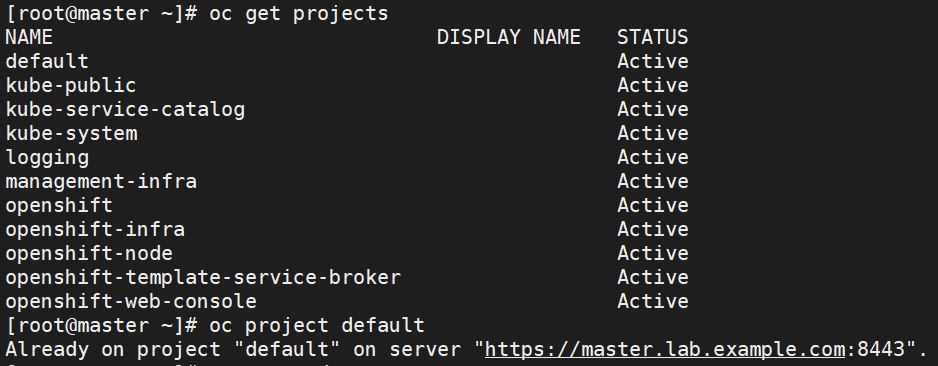 [root@master ~]# oc get projects
NAME DISPLAY NAME STATUS
default Active
kube-public Active
kube-service-catalog Active
kube-system Active
logging Active
management-infra Active
openshift Active
openshift-infra Active
openshift-node Active
openshift-template-service-broker Active
openshift-web-console Active
[root@master ~]# oc project default
Already on project "default" on server "https://master.lab.example.com:8443".